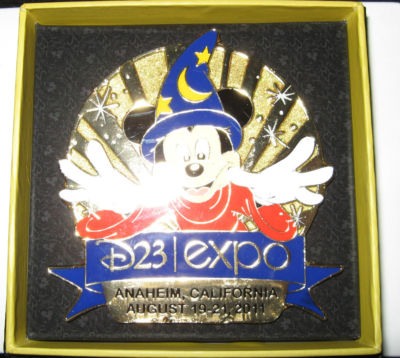 D23 | expo
ANAHEIM, CALIFORNIA
AUGUST 19-21, 2011